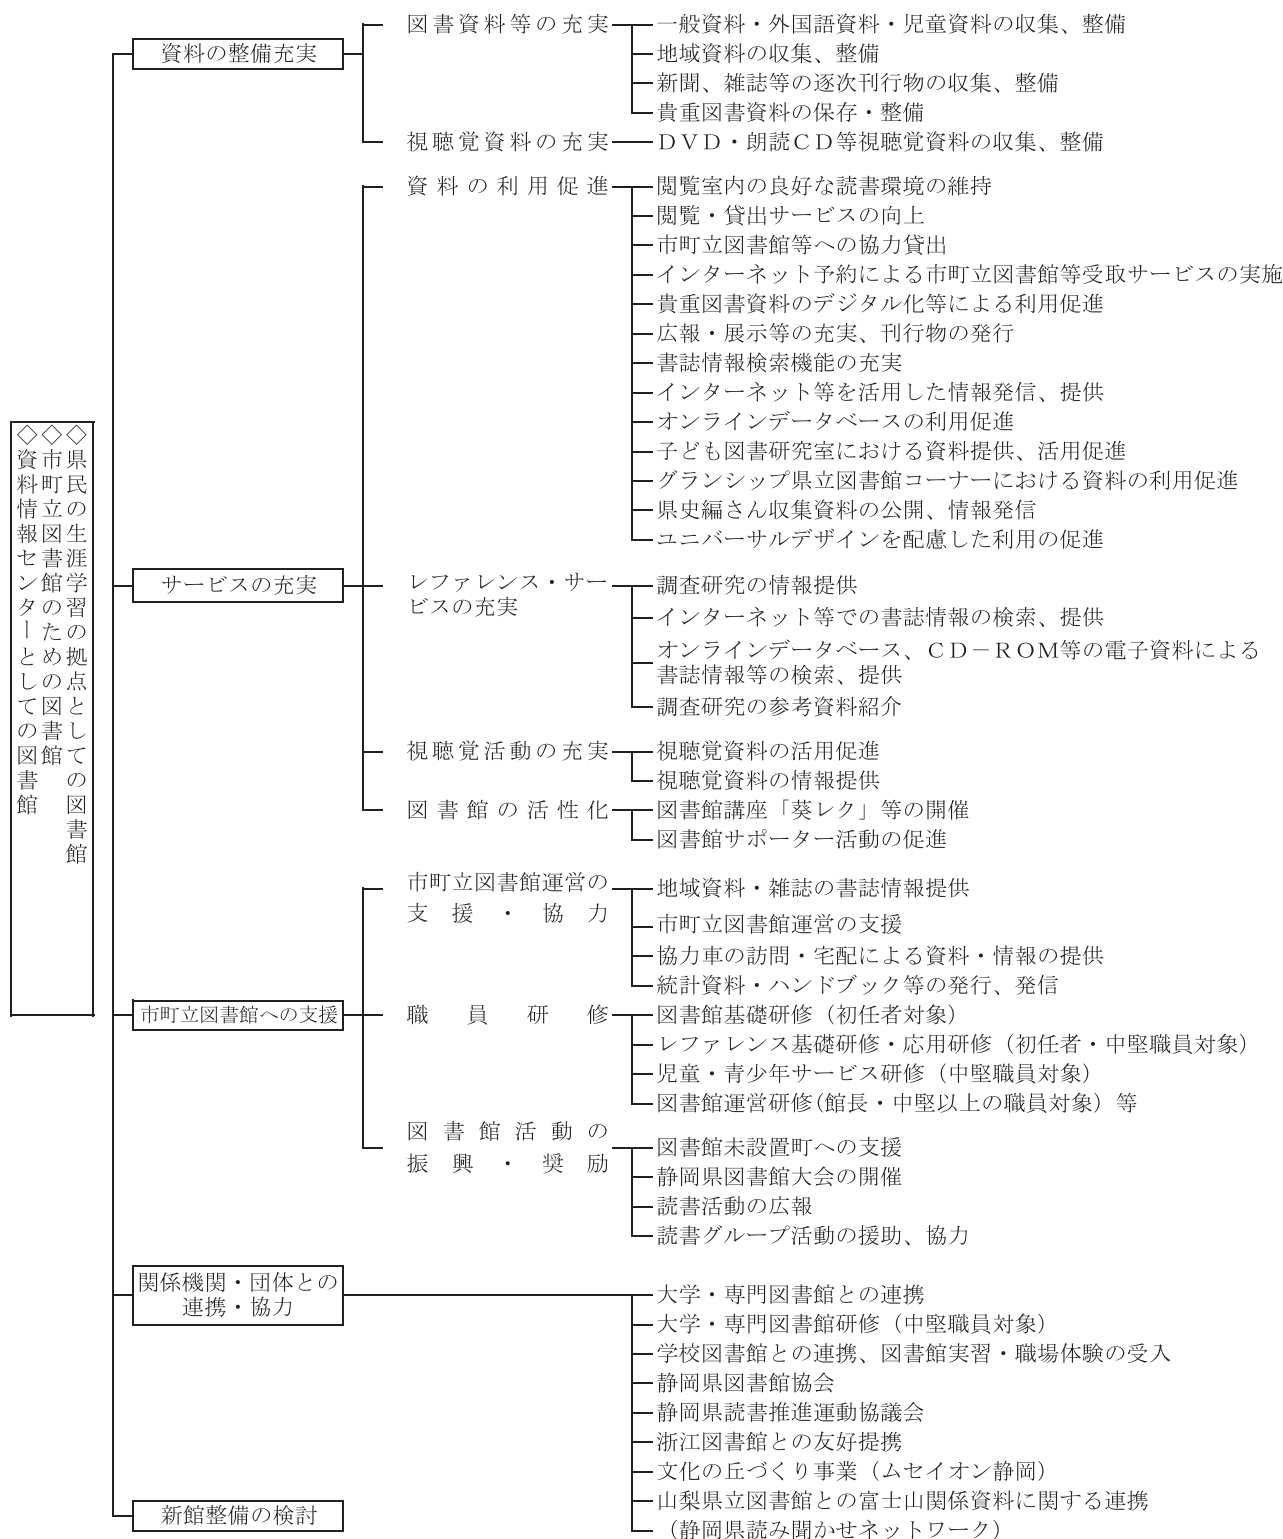 ◇県民の生涯学習の拠点としての図書館
◇市町立図書館のための図書館
◇資料情報センターとしての図書館
資料の整備充実
図書資料等の充実
一般資料・外国語資料・児童資料の収集、整備
地域資料の収集、整備
新聞、雑誌等の逐次刊行物の収集、整備
貴重図書資料の保存・整備
視聴覚資料の充実
DVD・朗読CD等視聴覚資料の収集、整備
サービスの充実
資料の利用促進
閲覧室内の良好な読書環境の維持
閲覧・貸出サービスの向上
市町立図書館等への協力貸出
インターネット予約による市町立図書館等受取サービスの実施
貴重図書資料のデジタル化等による利用促進
広報・展示等の充実、刊行物の発行
書誌情報検索機能の充実
インターネット等を活用した情報発信、提供
オンラインデータベースの利用促進
子ども図書研究室における資料提供、活用促進
グランシップ県立図書館コーナーにおける資料の利用促進
県史編さん収集資料の公開、情報発信
ユニバーサルデザインを配慮した利用の促進
レファレンス・サー
ビスの充実
調査研究の情報提供
インターネット等での書誌情報の検索、提供
オンラインデータベース、CD-ROM等の電子資料による
書誌情報等の検索、提供
調査研究の参考資料紹介
視聴覚活動の充実
視聴覚資料の活用促進
視聴覚資料の情報提供
図書館の活性化
図書館講座「葵レク」等の開催
図書館サポーター活動の促進
市町立図書館への支援
市町立図書館運営の
支援・協力
地域資料・雑誌の書誌情報提供
市町立図書館運営の支援
協力車の訪問・宅配による資料・情報の提供
統計資料・ハンドブック等の発行、発信
職員研修
図書館基礎研修（初任者対象）
レファレンス基礎研修・応用研修（初任者・中堅職員対象）
児童・青少年サービス研修（中堅職員対象）
図書館運営研修（館長・中堅以上の職員対象）等
図書館活動の
振興・奨励
図書館未設置町への支援
静岡県図書館大会の開催
読書活動の広報
読書グループ活動の援助、協力
関係機関・団体との
連携・協力
大学・専門図書館との連携
大学・専門図書館研修（中堅職員対象）
学校図書館との連携、図書館実習・職場体験の受入
静岡県図書館協会
静岡県読書推進運動協議会
浙江図書館との友好提携
文化の丘づくり事業（ムセイオン静岡）
山梨県立図書館との富士山関係資料に関する連携
（静岡県読み聞かせネットワーク）
新館整備の検討